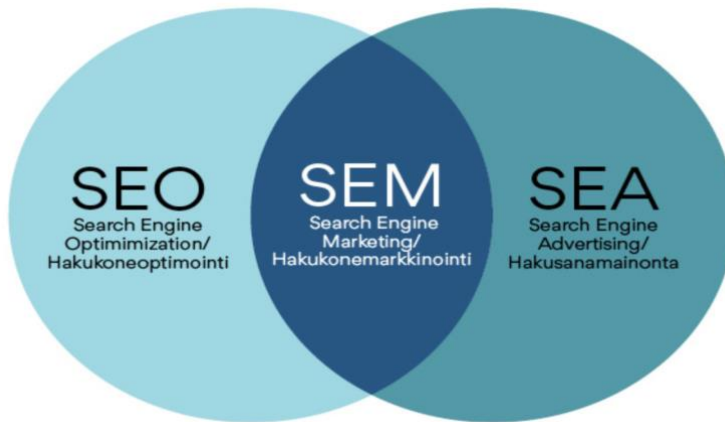 SEO
Search Engine
Optimimization/
Hakukoneoptimointi
SEM
Search Engine
Marketing/
Hakukonemarkkinointi
SEA
Search Engine
Advertising/
Hakusanamainonta